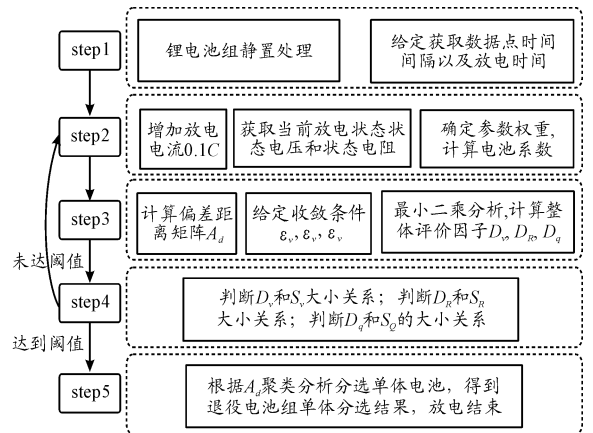 step1
锂电池组静置处理
给定获取数据点时间
间隔以及放电时间
step2
增加放电
电流0.1C
获取当前放电状态状
态电压和状态电阻
确定参数权重,
计算电池系数
step3
计算偏差距
离矩阵Ad
给定收敛条件
εv, εv, εv
最小二乘分析,计算整
体评价因子Dv, DR, Dq
未达阈值
step4
判断Dv和Sv大小关系；判断DR和SR
大小关系；判断Dq和SQ的大小关系
达到阈值
step5
根据Ad聚类分析分选单体电池，得到
退役电池组单体分选结果，放电结束